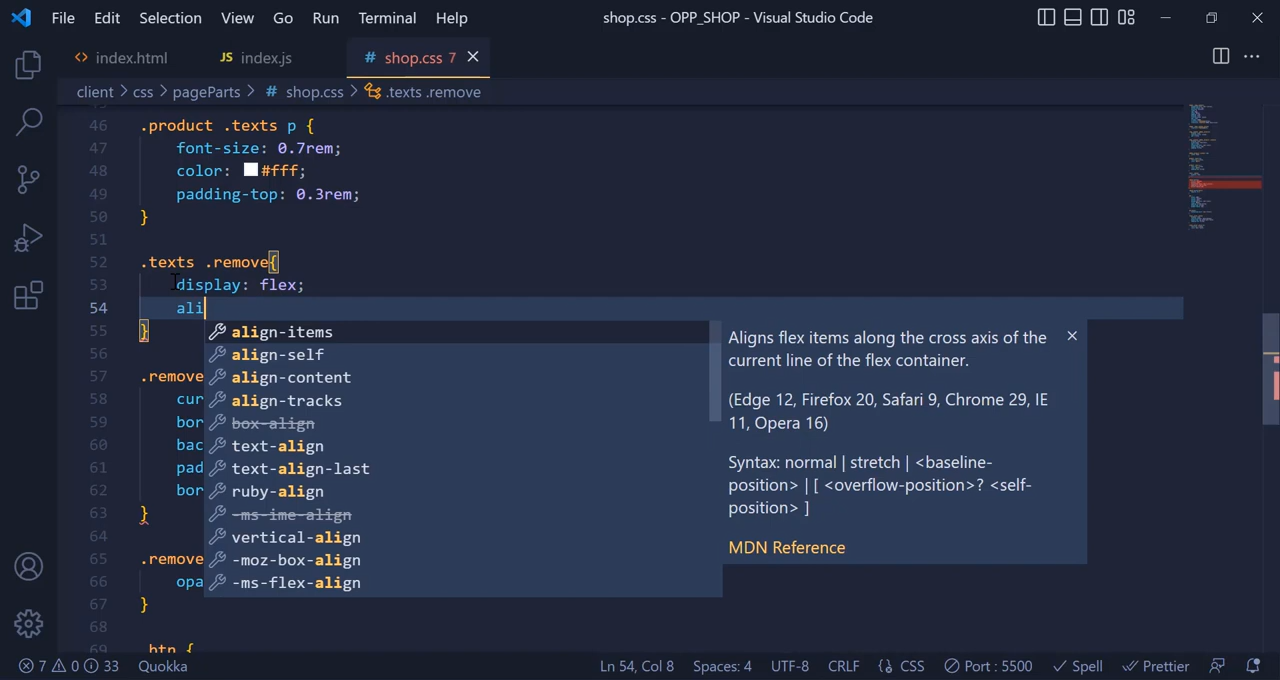 File Edit Selection View Go Run Terminal Help shop.css - OPP_SHOP - Visual Studio Code
<> index.html JS index.js # shop.css 7
client > css > pageParts > # shop.css > .texts .remove
46 .product .texts p {
47 font-size: 0.7rem;
48 color: #fff;
49 padding-top: 0.3rem;
50 }
51
52 .texts .remove{
53 display: flex;
54 ali
55 }
56
57 .remove
58 cur
59 bor
60 bac
61 pad
62 bor
63 }
64
65 .remove
66 opa
67 }
68
69 .btn {
align-items
align-self
align-content
align-tracks
box-align
text-align
text-align-last
ruby-align
-ms-ime-align
vertical-align
-moz-box-align
-ms-flex-align
Aligns flex items along the cross axis of the
current line of the flex container.
(Edge 12, Firefox 20, Safari 9, Chrome 29, IE
11, Opera 16)
Syntax: normal | stretch | <baseline-
position> | [ <overflow-position>? <self-
position> ]
MDN Reference
7 0 33 Quokka Ln 54, Col 8 Spaces: 4 UTF-8 CRLF {} CSS Port : 5500 Spell Prettier